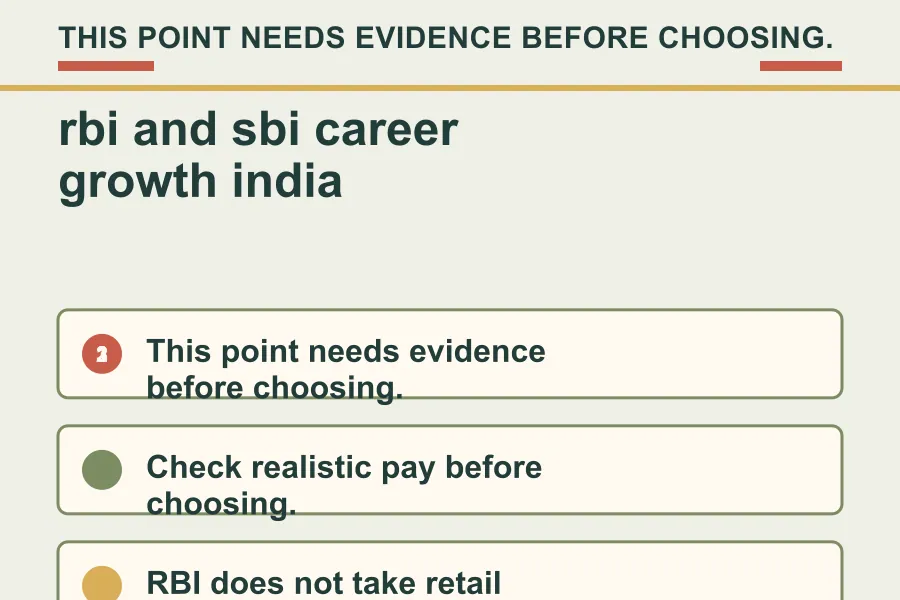 THIS POINT NEEDS EVIDENCE BEFORE CHOOSING.
rbi and sbi career
growth india
This point needs evidence
before choosing.
Check realistic pay before
choosing.
RBI does not take retail